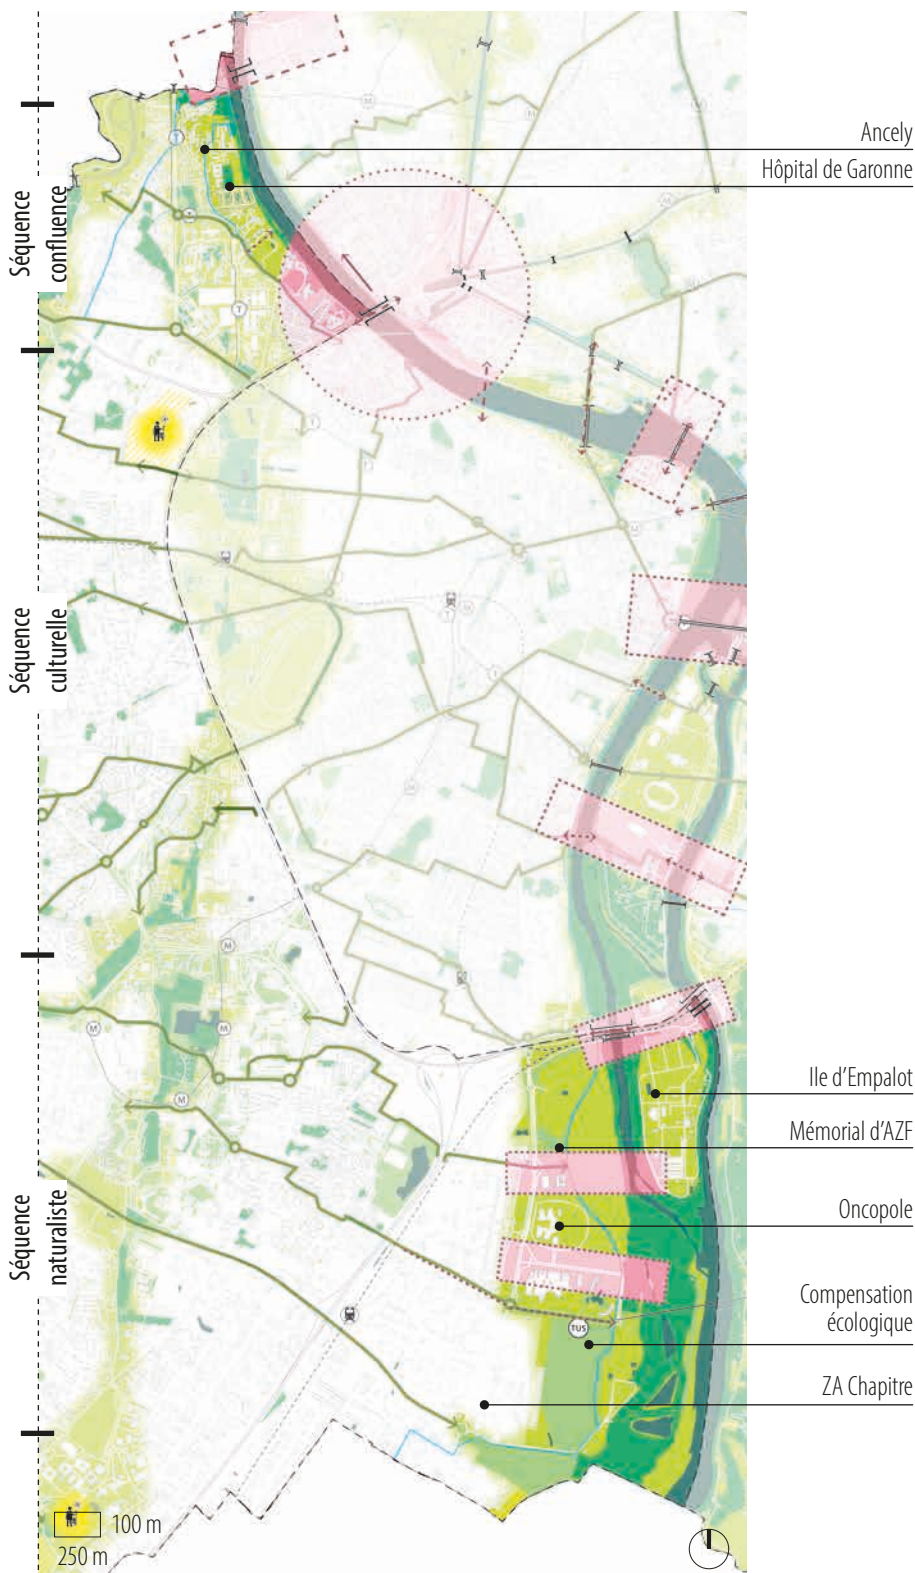 Ancely
Hôpital de Garonne
Séquence
confluence
Séquence
culturelle
Séquence
naturaliste
Ile d'Empalot
Mémorial d'AZF
Oncopole
Compensation
écologique
ZA Chapitre
TUS
T
T
T
T
T
M
M
M
M
M
M
M
M
100 m
250 m